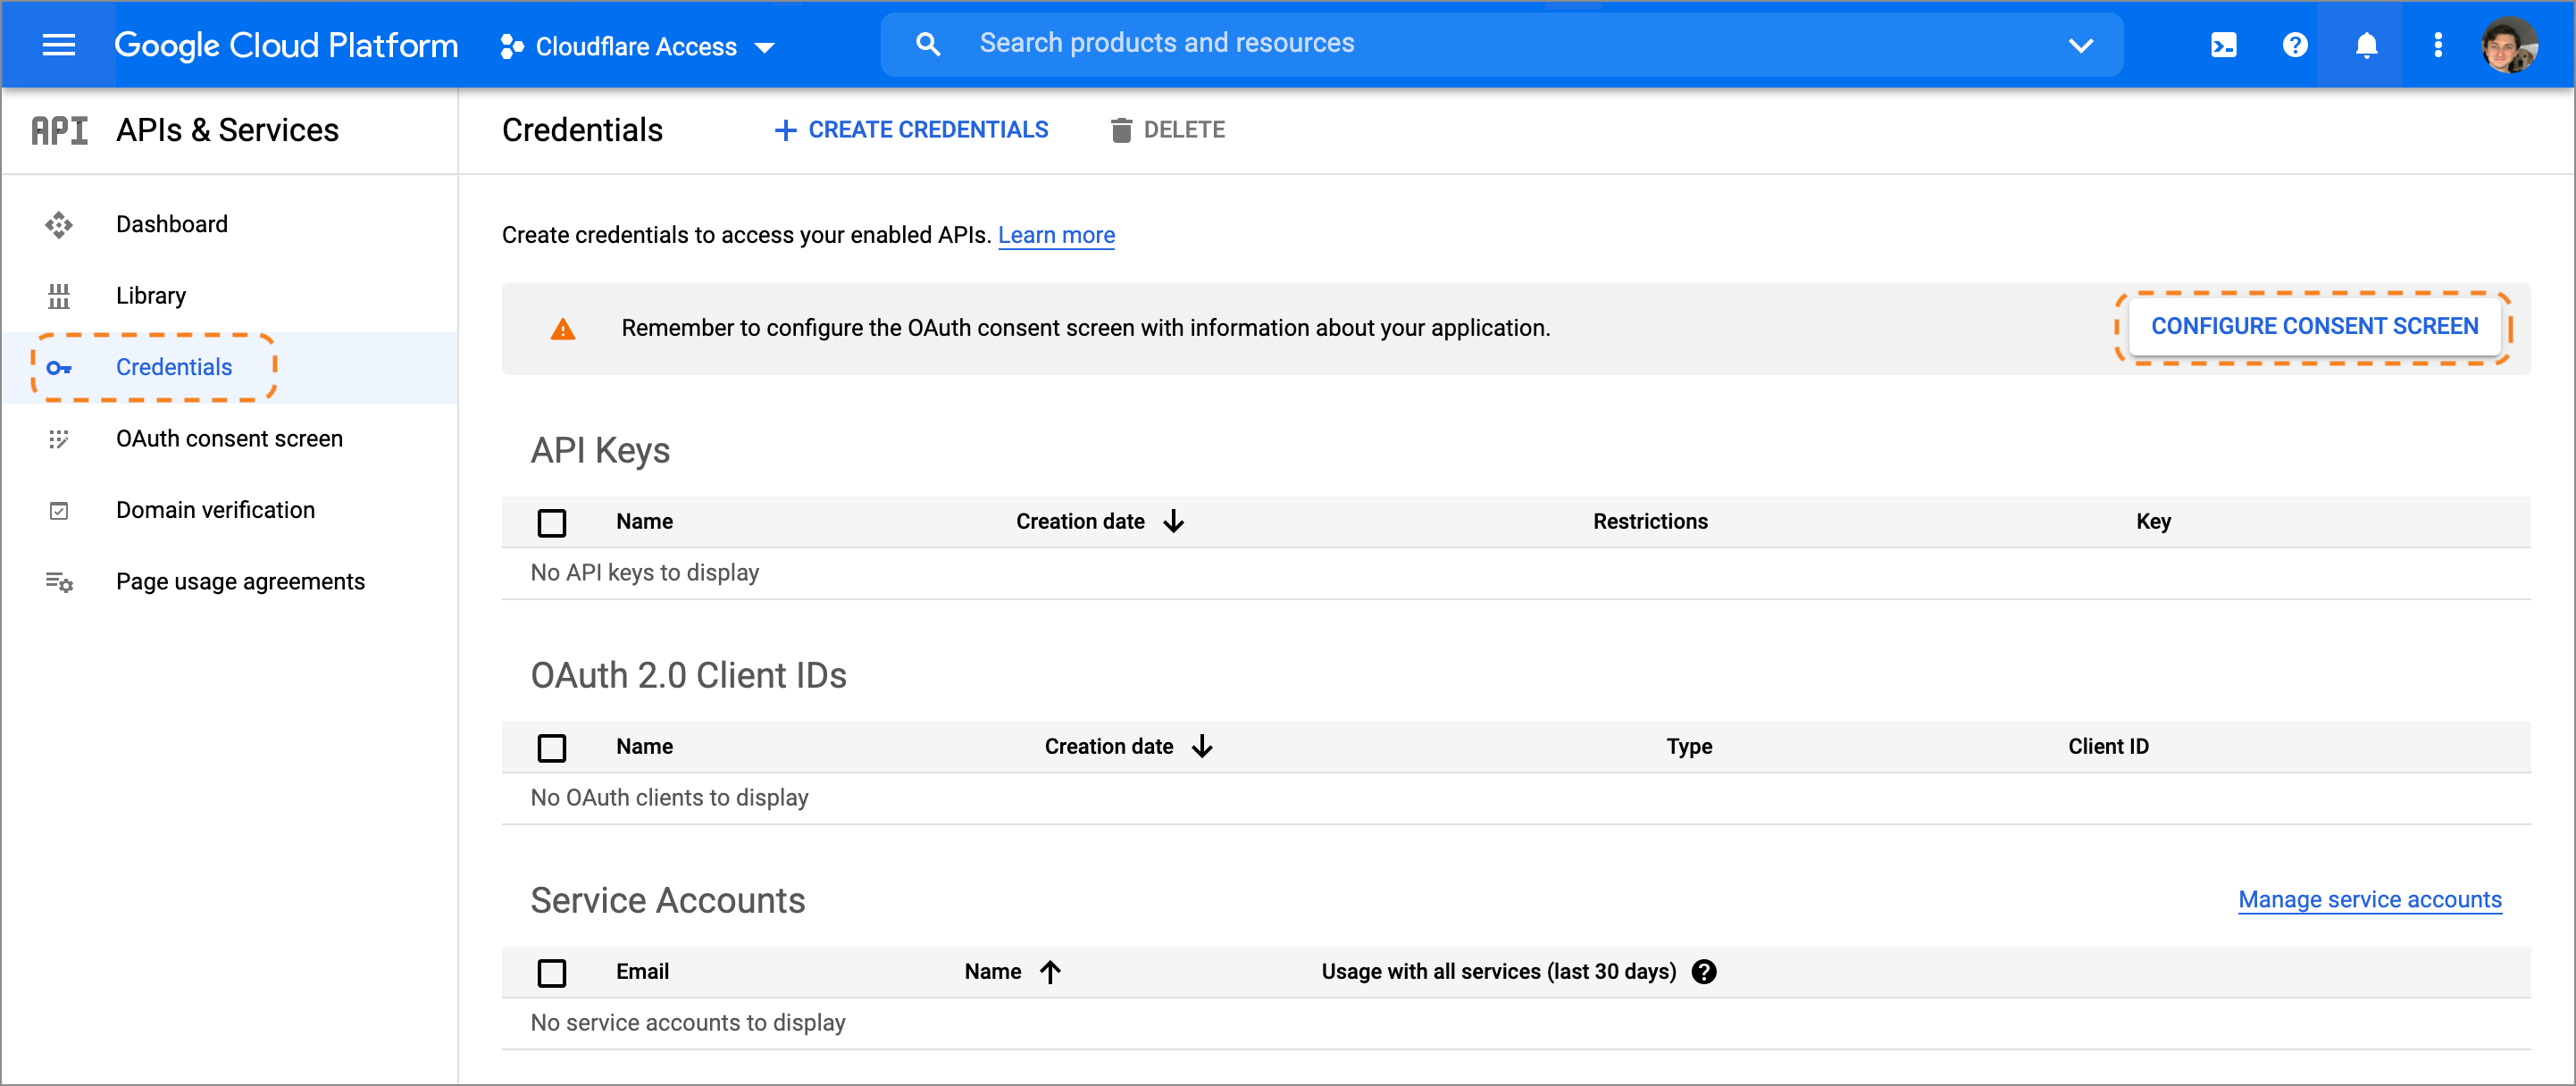 Google Cloud Platform
Cloudflare Access
Search products and resources
API
APIs & Services
Credentials
CREATE CREDENTIALS
DELETE
Dashboard
Library
Credentials
OAuth consent screen
Domain verification
Page usage agreements
Create credentials to access your enabled APIs. Learn more
Remember to configure the OAuth consent screen with information about your application.
CONFIGURE CONSENT SCREEN
API Keys
Name Creation date Restrictions Key
No API keys to display
OAuth 2.0 Client IDs
Name Creation date Type Client ID
No OAuth clients to display
Service Accounts
Manage service accounts
Email Name Usage with all services (last 30 days)
No service accounts to display